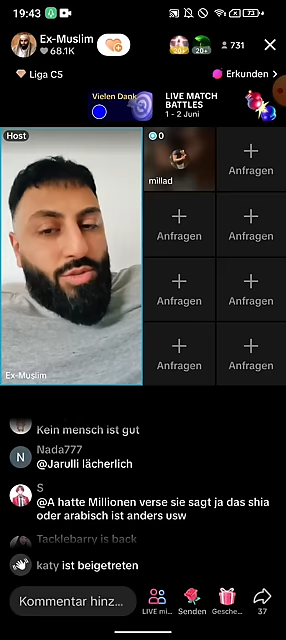 19:43
73
Ex-Muslim
68.1K
20+
731
Liga C5
Erkunden
Vielen Dank
LIVE MATCH
BATTLES
1 - 2 Juni
Host
0
millad
Anfragen
Anfragen
Anfragen
Anfragen
Anfragen
Anfragen
Anfragen
Ex-Muslim
Kein mensch ist gut
N
Nada777
@Jarulli lächerlich
S
@A hatte Millionen verse sie sagt ja das shia
oder arabisch ist anders usw
Tacklebarry is back
katy ist beigetreten
Kommentar hinz...
LIVE mi...
Senden
Gesche...
37